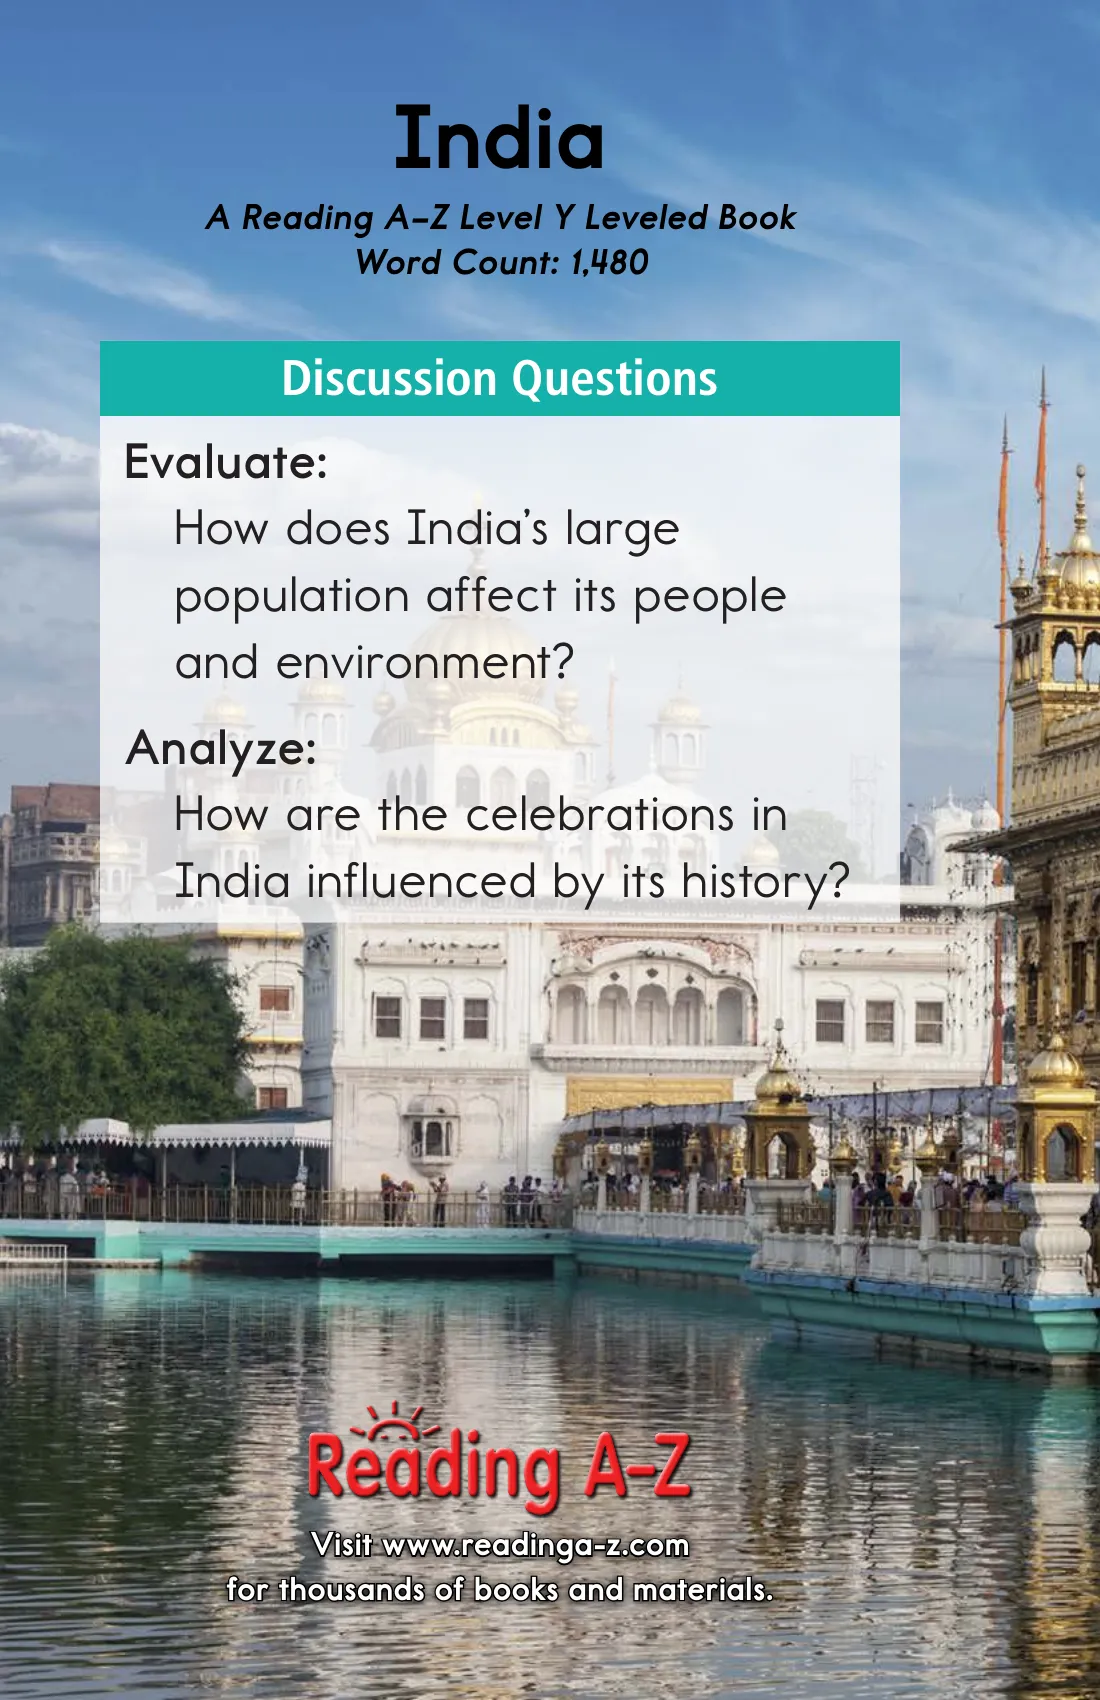 India
A Reading A–Z Level Y Leveled Book
Word Count: 1,480
Discussion Questions
Evaluate:
How does India’s large
population affect its people
and environment?
Analyze:
How are the celebrations in
India influenced by its history?
Reading A–Z
Visit www.readinga-z.com
for thousands of books and materials.